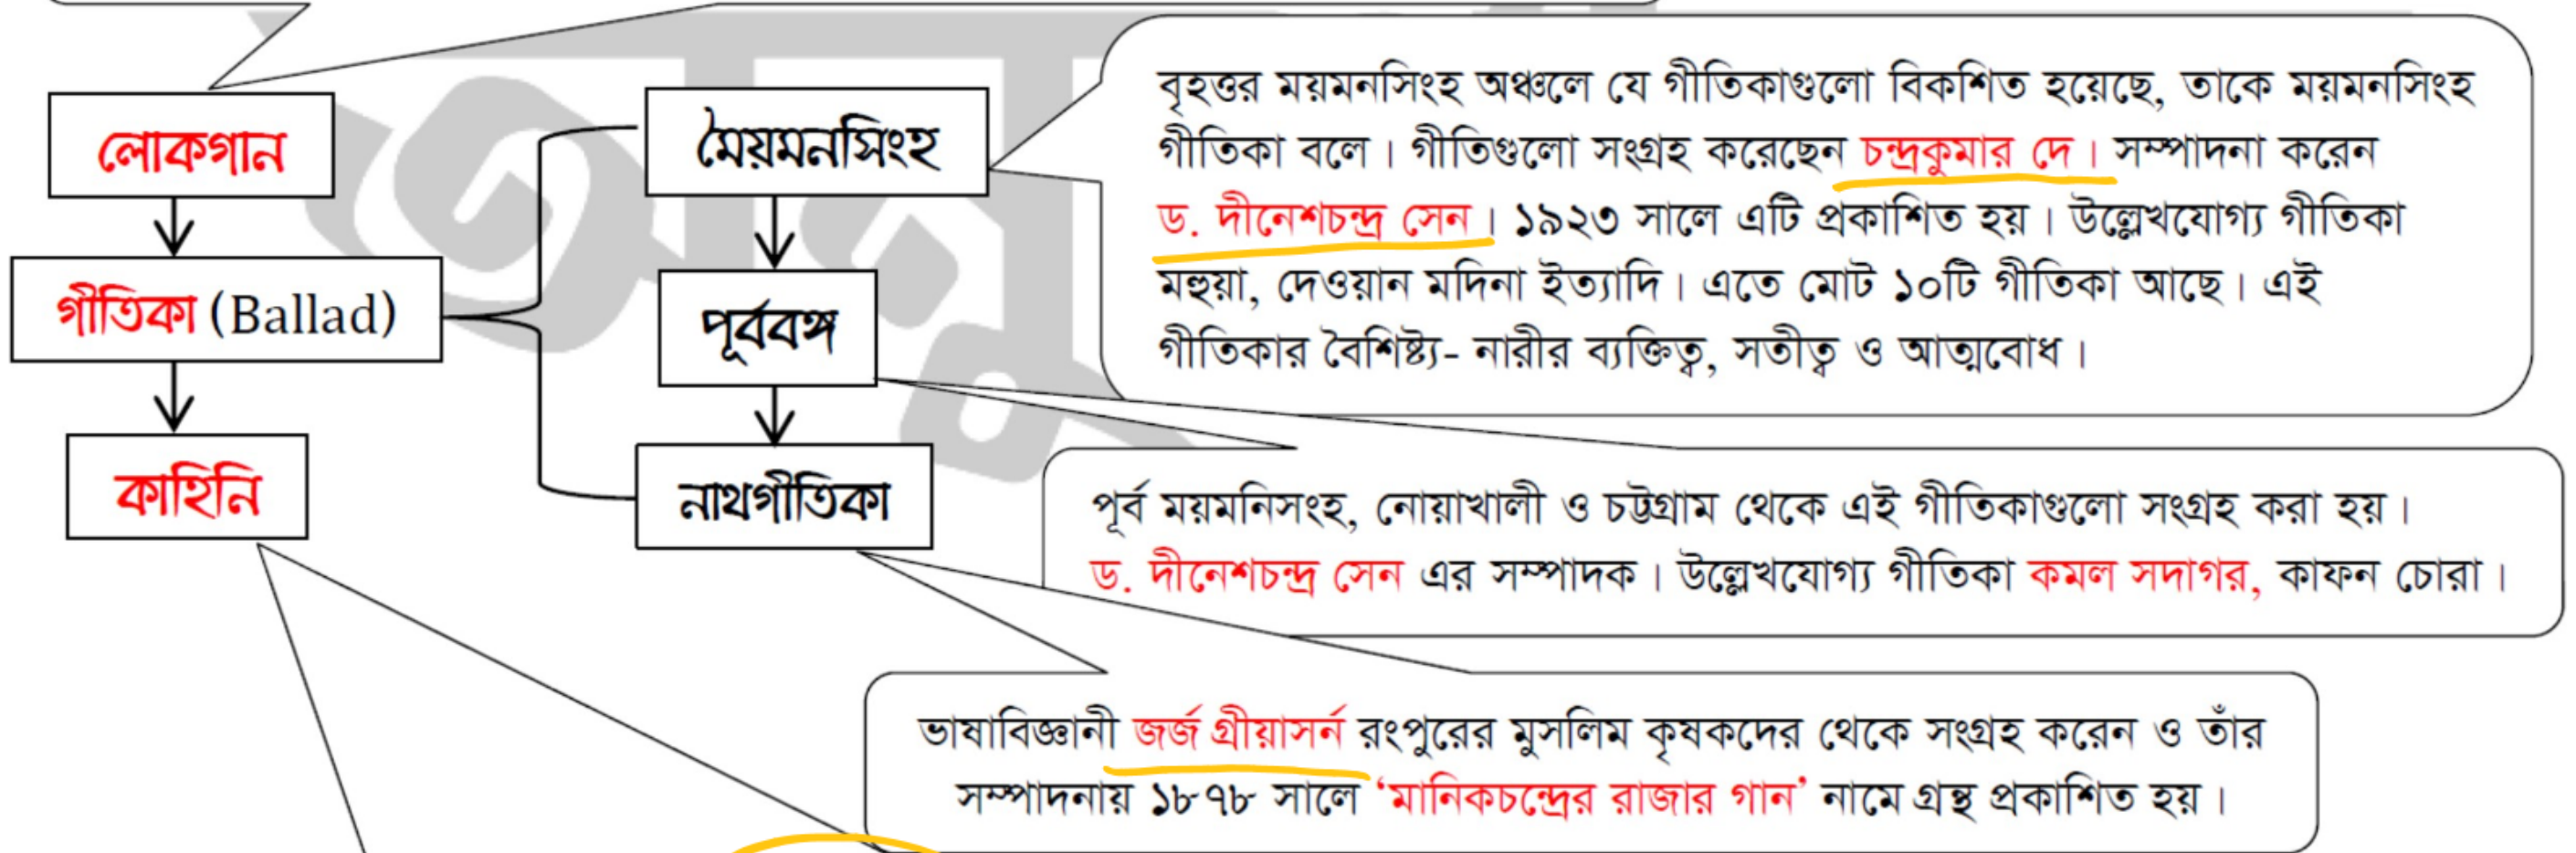 লোকগান
গীতিকা (Ballad)
কাহিনি
মৈয়মনসিংহ
পূর্ববঙ্গ
নাথগীতিকা
বৃহত্তর ময়মনসিংহ অঞ্চলে যে গীতিকাগুলো বিকশিত হয়েছে, তাকে ময়মনসিংহ
গীতিকা বলে। গীতিগুলো সংগ্রহ করেছেন চন্দ্রকুমার দে। সম্পাদনা করেন
ড. দীনেশচন্দ্র সেন। ১৯২৩ সালে এটি প্রকাশিত হয়। উল্লেখযোগ্য গীতিকা
মহুয়া, দেওয়ান মদিনা ইত্যাদি। এতে মোট ১০টি গীতিকা আছে। এই
গীতিকার বৈশিষ্ট্য- নারীর ব্যক্তিত্ব, সতীত্ব ও আত্মবোধ।
পূর্ব ময়মনিসংহ, নোয়াখালী ও চট্টগ্রাম থেকে এই গীতিকাগুলো সংগ্রহ করা হয়।
ড. দীনেশচন্দ্র সেন এর সম্পাদক। উল্লেখযোগ্য গীতিকা কমল সদাগর, কাফন চোরা।
ভাষাবিজ্ঞানী জর্জ গ্রীয়াসর্ন রংপুরের মুসলিম কৃষকদের থেকে সংগ্রহ করেন ও তাঁর
সম্পাদনায় ১৮৭৮ সালে ‘মানিকচন্দ্রের রাজার গান’ নামে গ্রন্থ প্রকাশিত হয়।